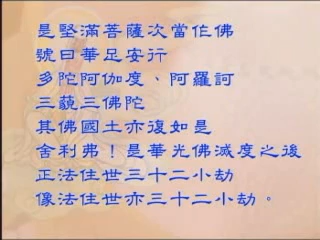 是堅滿菩薩次當作佛
號曰華足安行
多陀阿伽度、阿羅訶
三藐三佛陀
其佛國土亦復如是
舍利弗！是華光佛滅度之後
正法住世三十二小劫
像法住世亦三十二小劫。